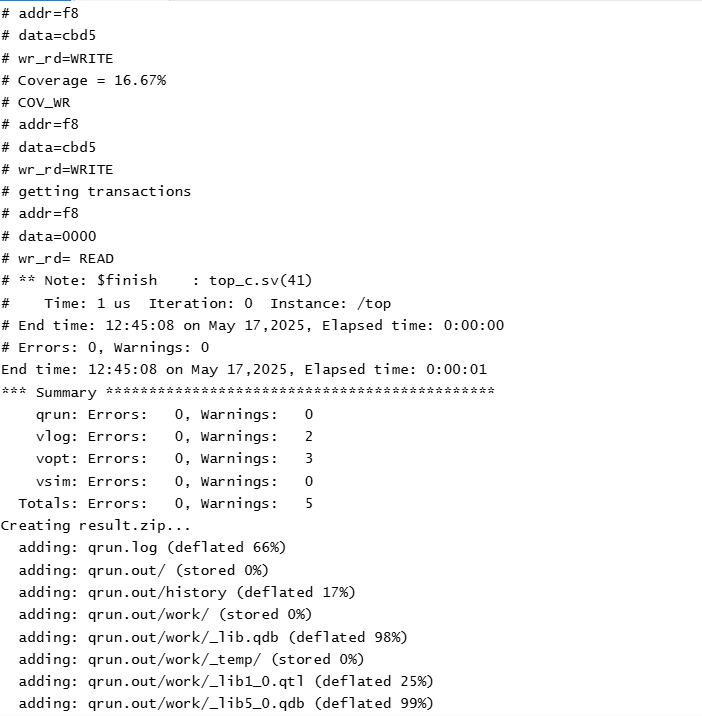 # addr=f8
# data=cbd5
# wr_rd=WRITE
# Coverage = 16.67%
# COV_WR
# addr=f8
# data=cbd5
# wr_rd=WRITE
# getting transactions
# addr=f8
# data=0000
# wr_rd= READ
# ** Note: $finish    : top_c.sv(41)
#    Time: 1 us  Iteration: 0  Instance: /top
# End time: 12:45:08 on May 17,2025, Elapsed time: 0:00:00
# Errors: 0, Warnings: 0
End time: 12:45:08 on May 17,2025, Elapsed time: 0:00:01
*** Summary *********************************************
    qrun: Errors:   0, Warnings:   0
    vlog: Errors:   0, Warnings:   2
    vopt: Errors:   0, Warnings:   3
    vsim: Errors:   0, Warnings:   0
  Totals: Errors:   0, Warnings:   5
Creating result.zip...
  adding: qrun.log (deflated 66%)
  adding: qrun.out/ (stored 0%)
  adding: qrun.out/history (deflated 17%)
  adding: qrun.out/work/ (stored 0%)
  adding: qrun.out/work/_lib.qdb (deflated 98%)
  adding: qrun.out/work/_temp/ (stored 0%)
  adding: qrun.out/work/_lib1_0.qtl (deflated 25%)
  adding: qrun.out/work/_lib5_0.qdb (deflated 99%)